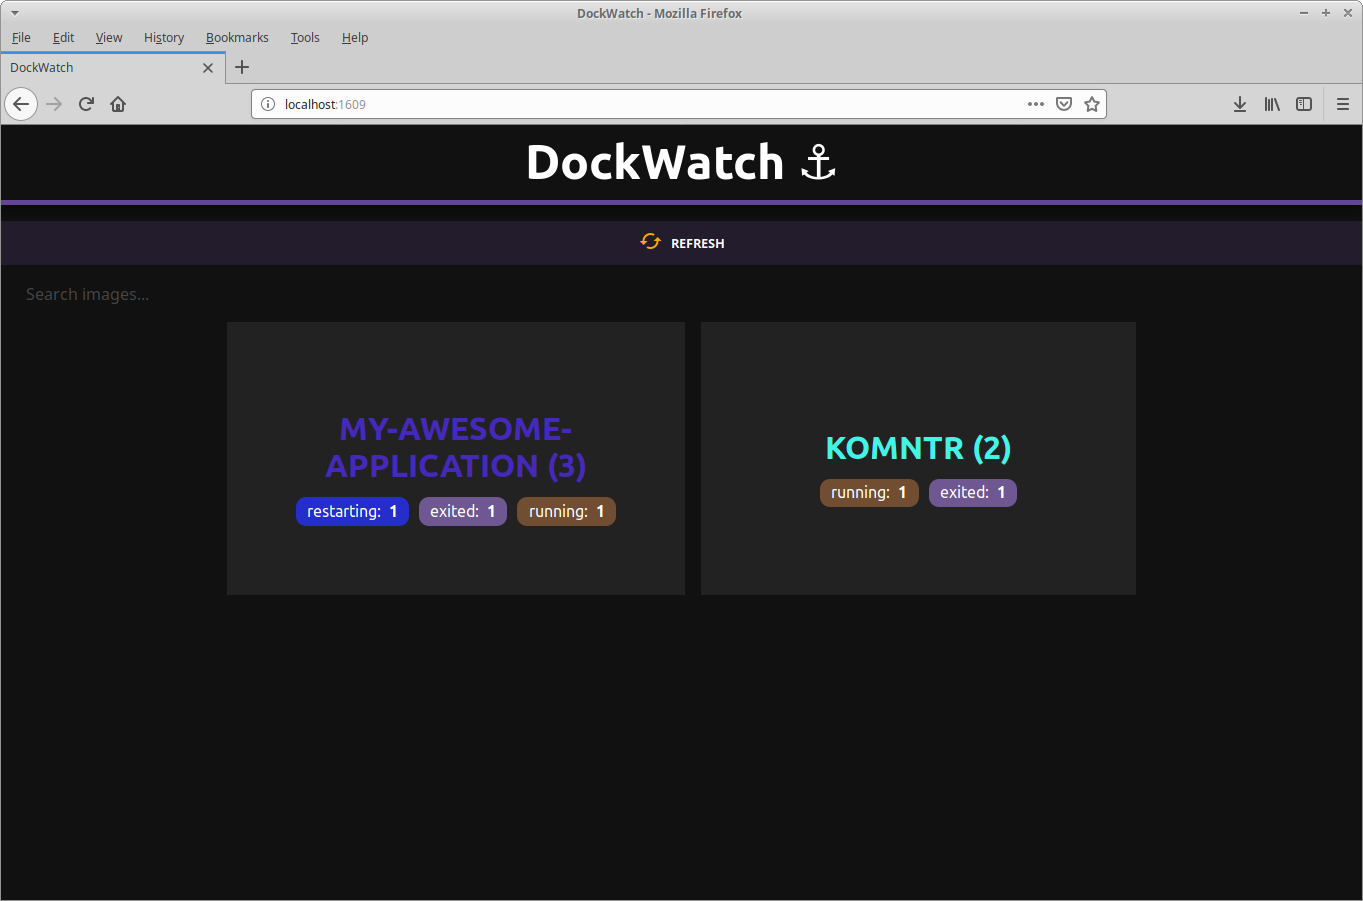 DockWatch - Mozilla Firefox
File Edit View History Bookmarks Tools Help
DockWatch
localhost:1609
DockWatch
REFRESH
Search images...
MY-AWESOME-
APPLICATION (3)
restarting: 1 exited: 1 running: 1
KOMNTR (2)
running: 1 exited: 1